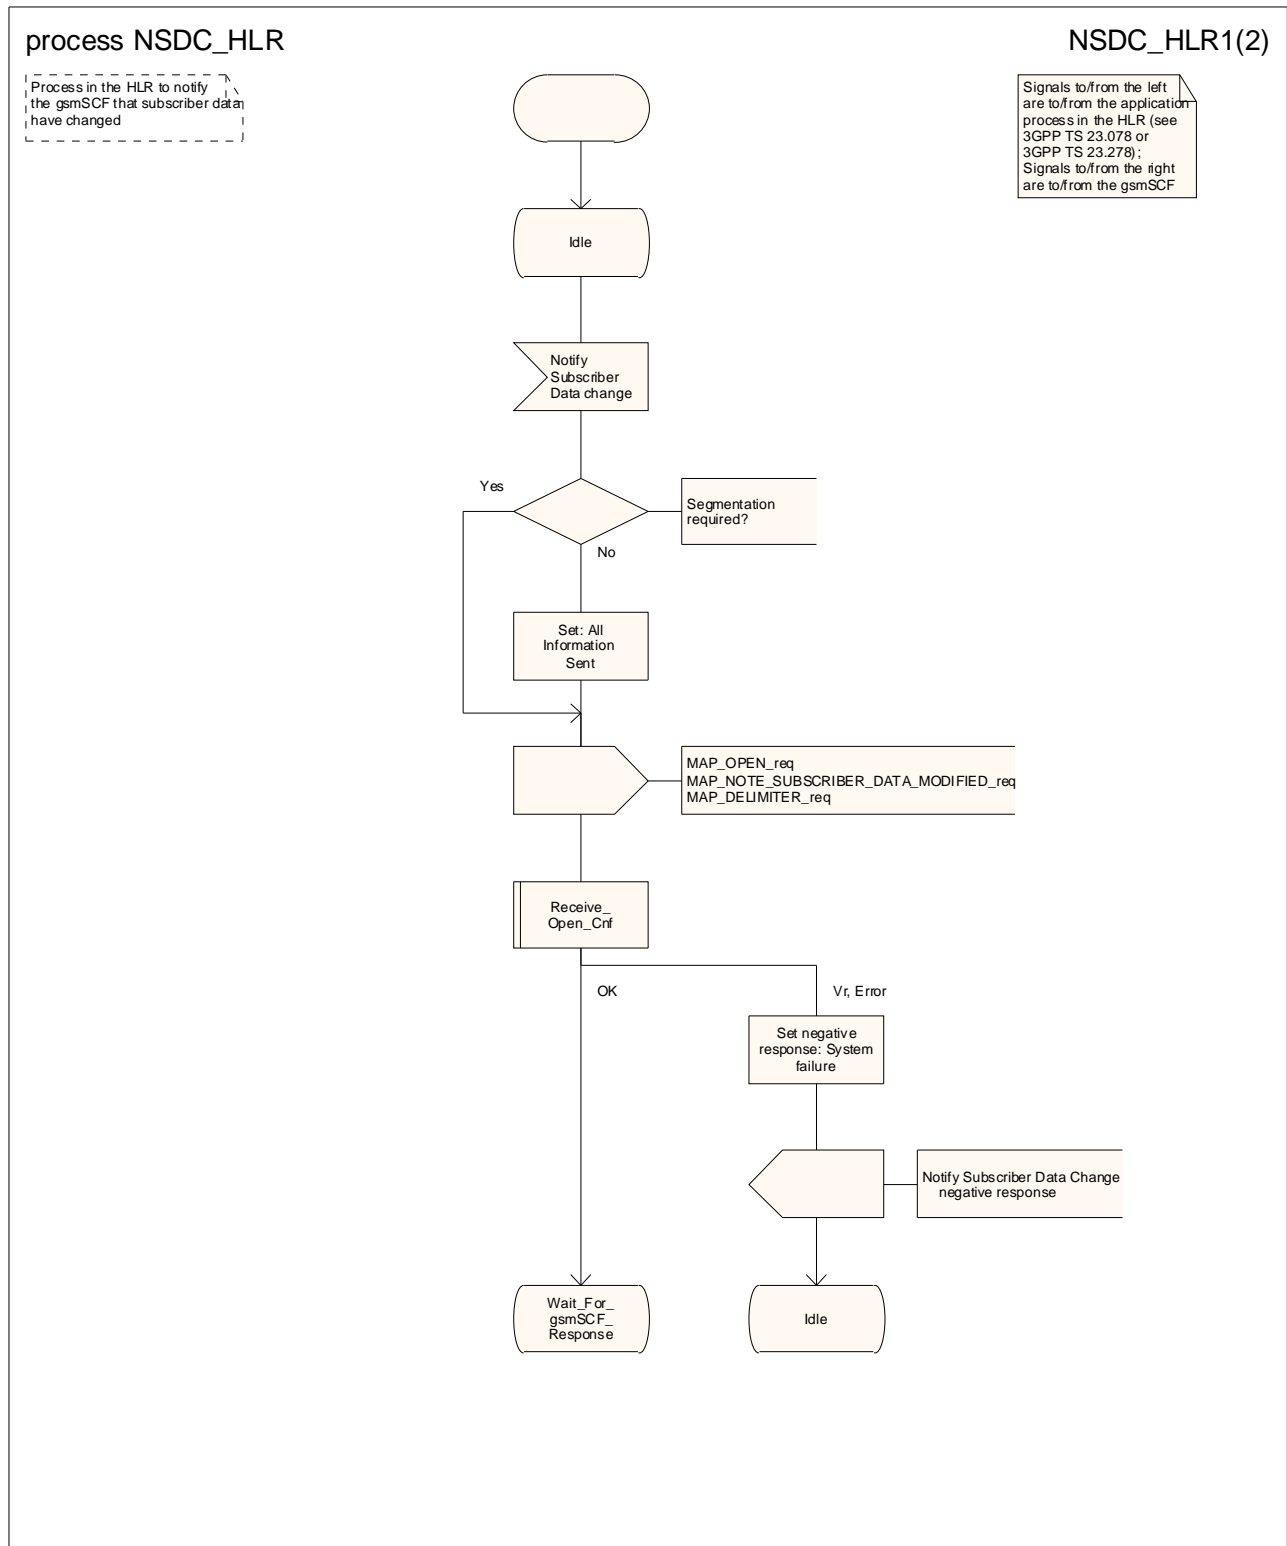 process NSDC_HLR
NSDC_HLR1(2)
Process in the HLR to notify
the gsmSCF that subscriber data
have changed
Signals to/from the left
are to/from the application
process in the HLR (see
3GPP TS 23.078 or
3GPP TS 23.278);
Signals to/from the right
are to/from the gsmSCF
Idle
Notify
Subscriber
Data change
Yes
Segmentation
required?
No
Set: All
Information
Sent
MAP_OPEN_req
MAP_NOTE_SUBSCRIBER_DATA_MODIFIED_req
MAP_DELIMITER_req
Receive_
Open_Cnf
OK
Vr, Error
Set negative
response: System
failure
Notify Subscriber Data Change
negative response
Wait_For_
gsmSCF_
Response
Idle